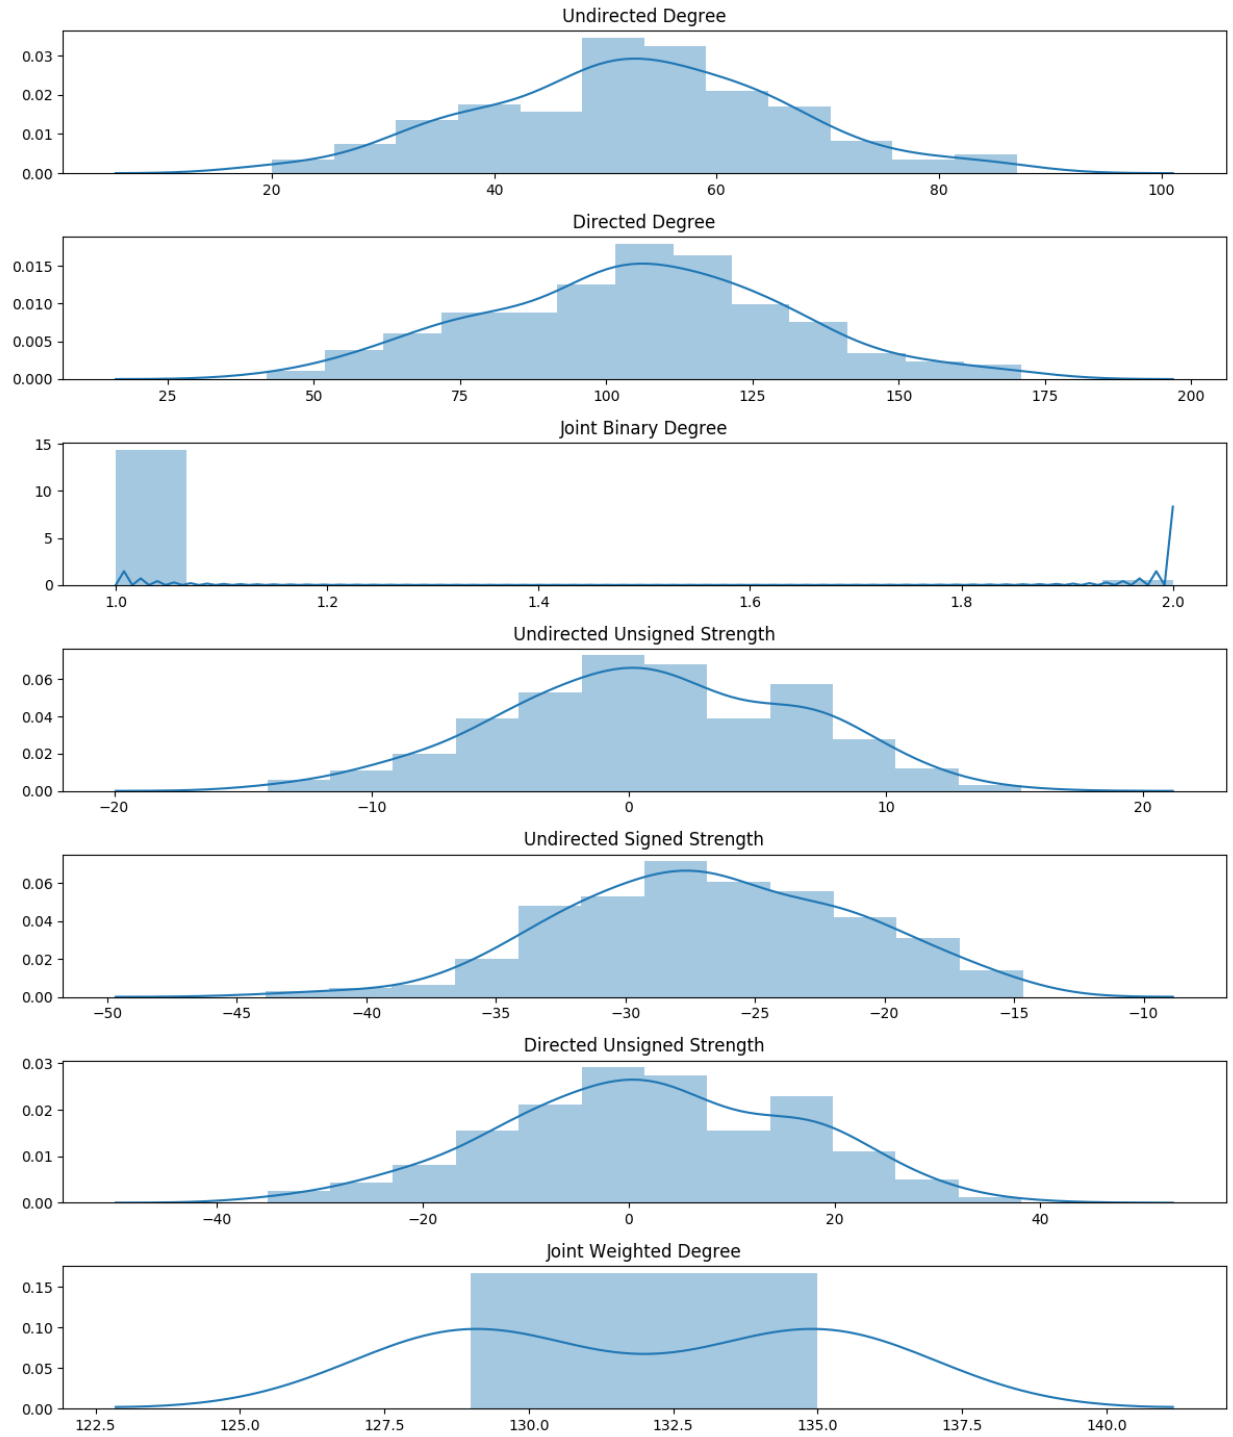 Undirected Degree
0.03
0.02
0.01
0.00
20 40 60 80 100
Directed Degree
0.015
0.010
0.005
0.000
25 50 75 100 125 150 175 200
Joint Binary Degree
15
10
5
0
1.0 1.2 1.4 1.6 1.8 2.0
Undirected Unsigned Strength
0.06
0.04
0.02
0.00
−20 −10 0 10 20
Undirected Signed Strength
0.06
0.04
0.02
0.00
−50 −45 −40 −35 −30 −25 −20 −15 −10
Directed Unsigned Strength
0.03
0.02
0.01
0.00
−40 −20 0 20 40
Joint Weighted Degree
0.15
0.10
0.05
0.00
122.5 125.0 127.5 130.0 132.5 135.0 137.5 140.0